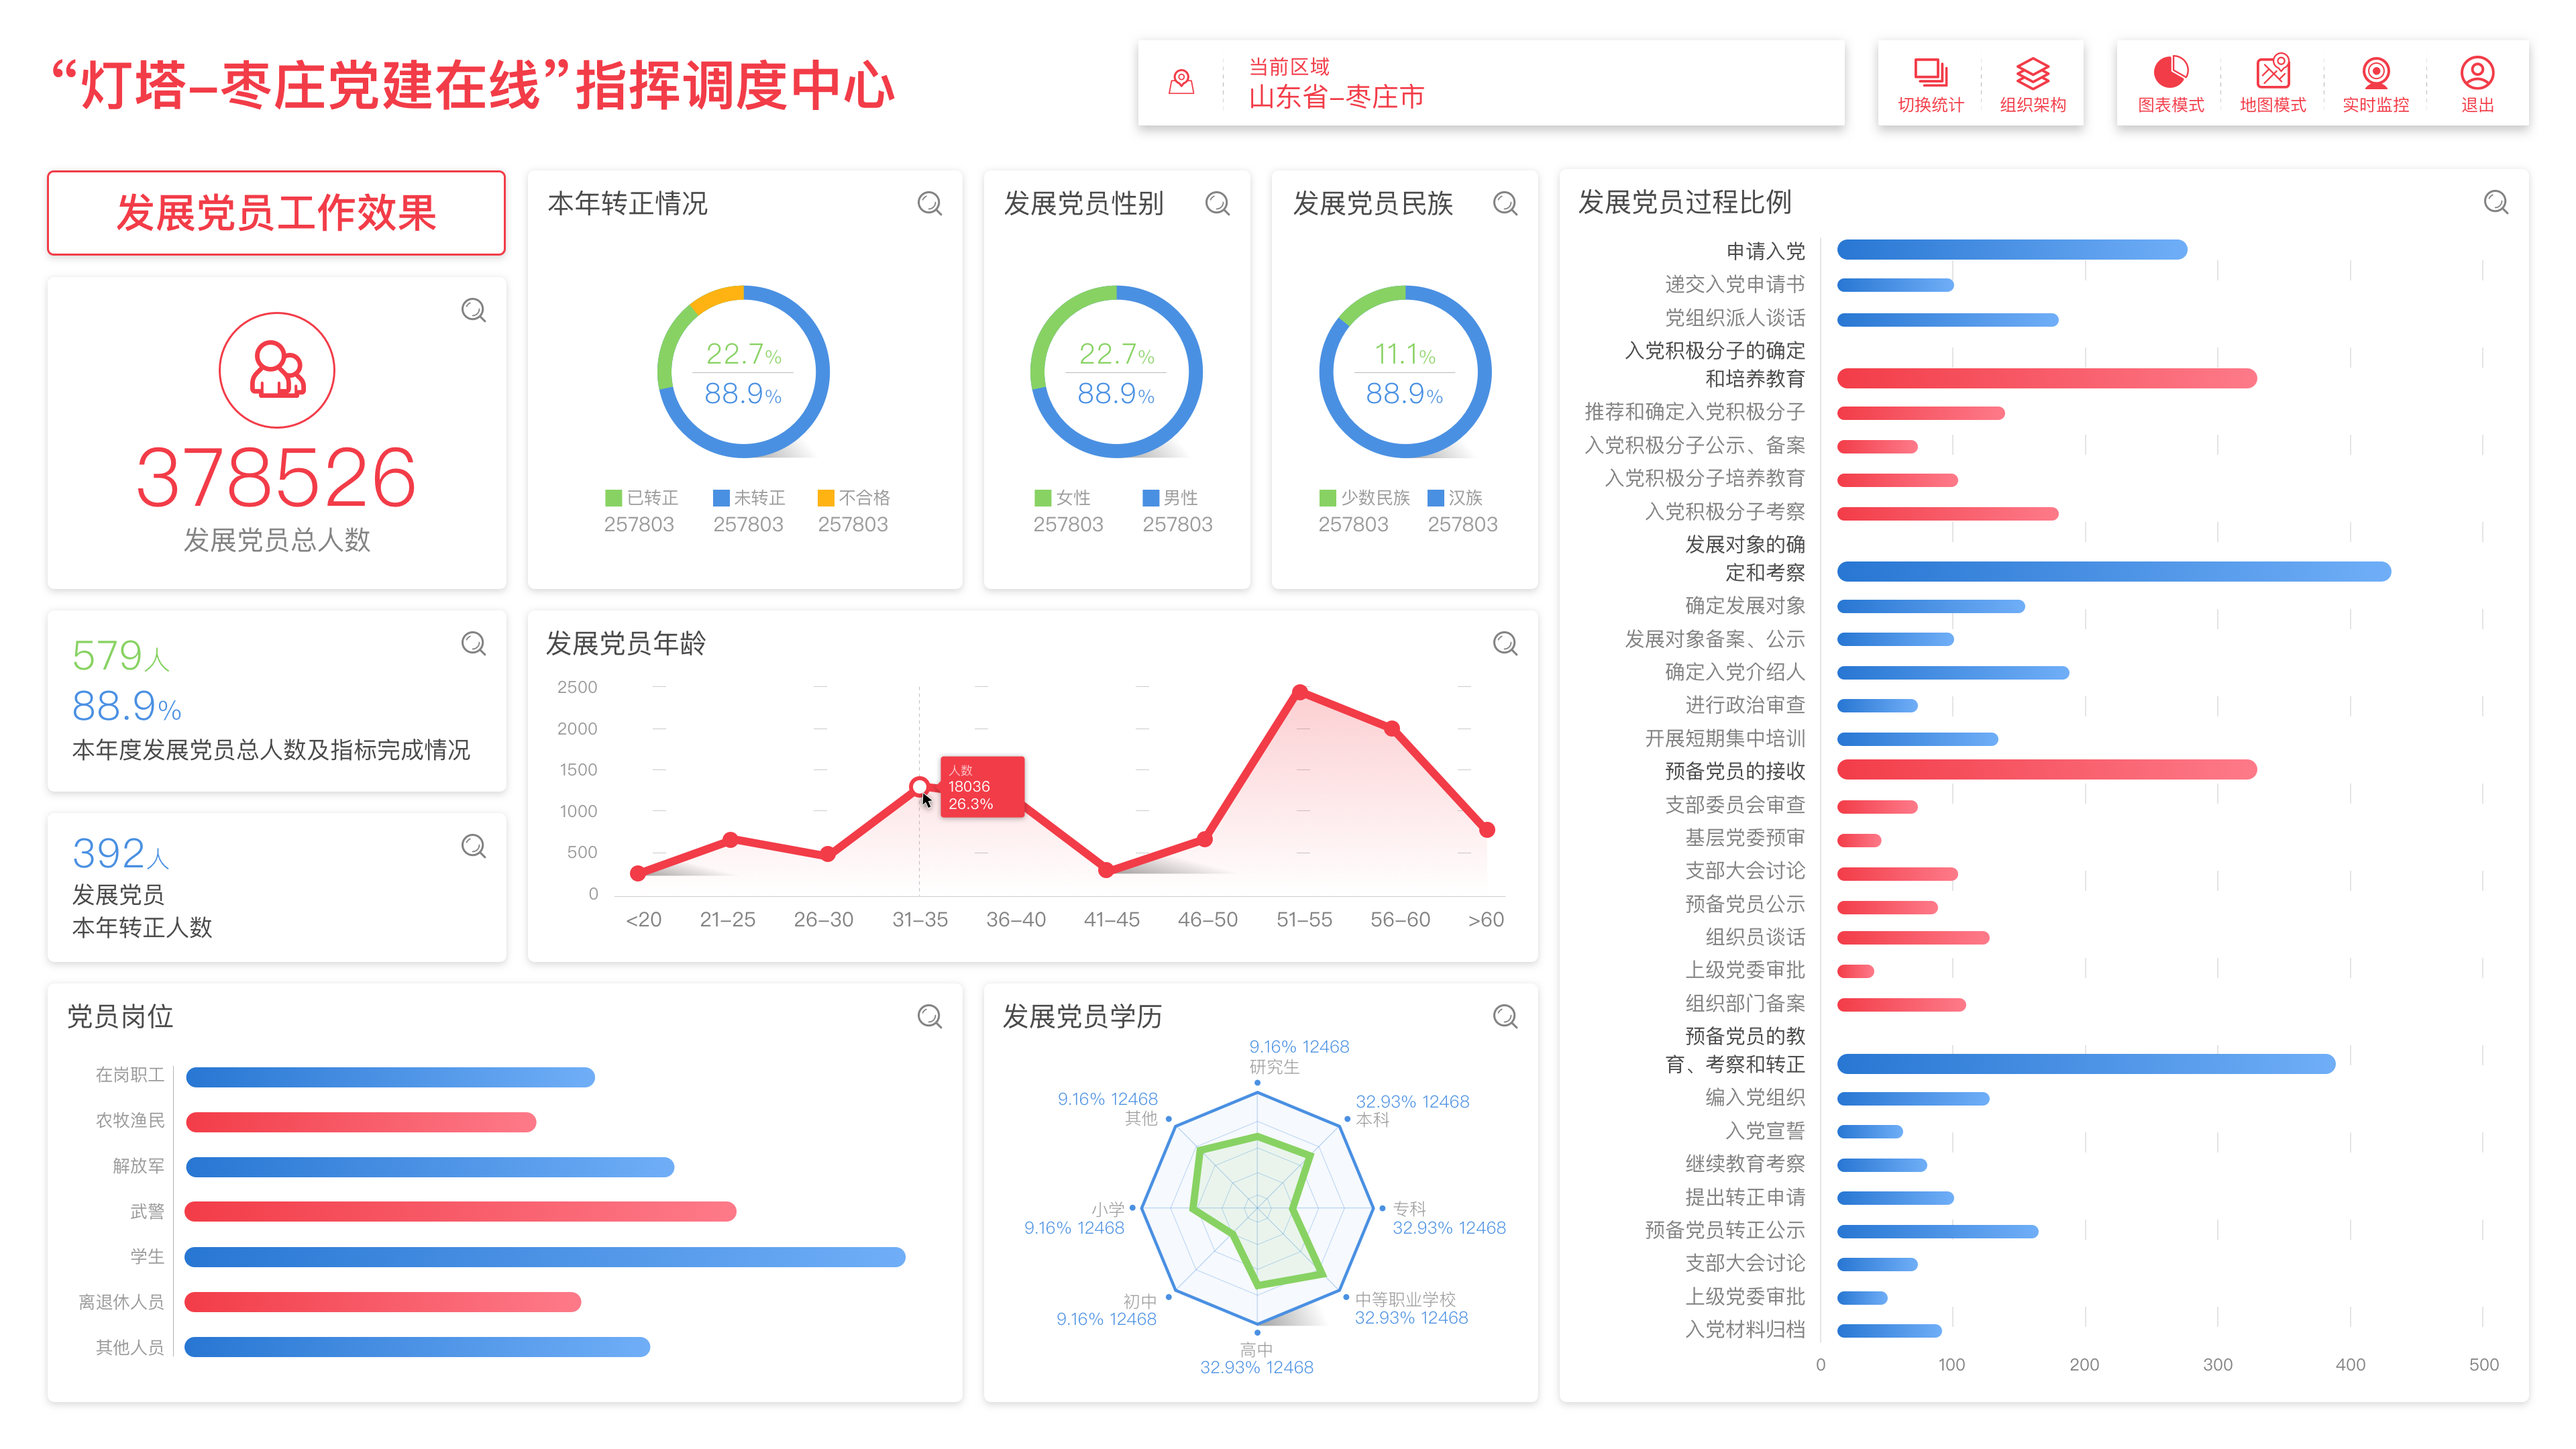 “灯塔–枣庄党建在线”指挥调度中心
当前区域
山东省–枣庄市
切换统计
组织架构
图表模式
地图模式
实时监控
退出
发展党员工作效果
378526
发展党员总人数
579人
88.9%
本年度发展党员总人数及指标完成情况
392人
发展党员
本年转正人数
本年转正情况
22.7%
88.9%
已转正
未转正
不合格
257803
257803
257803
发展党员性别
22.7%
88.9%
女性
男性
257803
257803
发展党员民族
11.1%
88.9%
少数民族
汉族
257803
257803
发展党员年龄
2500
2000
1500
1000
500
0
人数
18036
26.3%
<20
21–25
26–30
31–35
36–40
41–45
46–50
51–55
56–60
>60
党员岗位
在岗职工
农牧渔民
解放军
武警
学生
离退休人员
其他人员
发展党员学历
9.16% 12468
研究生
32.93% 12468
本科
专科
32.93% 12468
中等职业学校
32.93% 12468
高中
32.93% 12468
初中
9.16% 12468
小学
9.16% 12468
9.16% 12468
其他
发展党员过程比例
申请入党
递交入党申请书
党组织派人谈话
入党积极分子的确定
和培养教育
推荐和确定入党积极分子
入党积极分子公示、备案
入党积极分子培养教育
入党积极分子考察
发展对象的确
定和考察
确定发展对象
发展对象备案、公示
确定入党介绍人
进行政治审查
开展短期集中培训
预备党员的接收
支部委员会审查
基层党委预审
支部大会讨论
预备党员公示
组织员谈话
上级党委审批
组织部门备案
预备党员的教
育、考察和转正
编入党组织
入党宣誓
继续教育考察
提出转正申请
预备党员转正公示
支部大会讨论
上级党委审批
入党材料归档
0
100
200
300
400
500